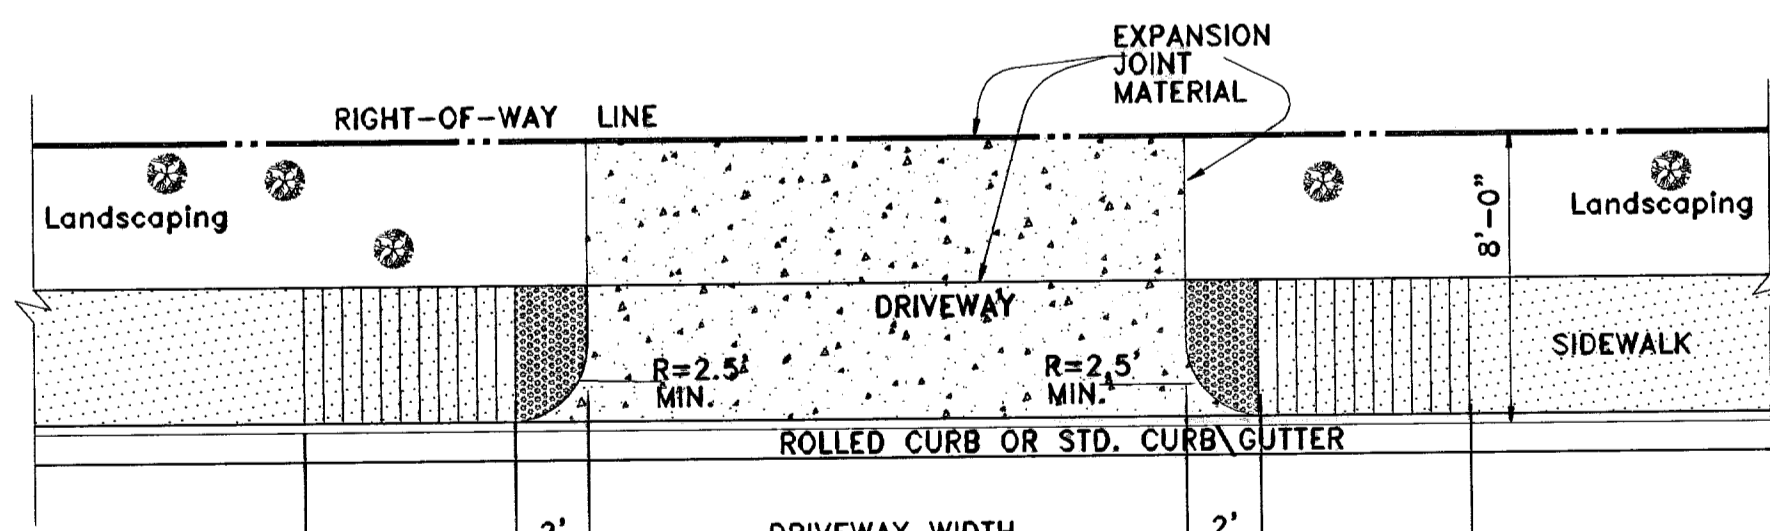 EXPANSION
JOINT
MATERIAL
RIGHT-OF-WAY LINE
Landscaping
Landscaping
8'-0"
DRIVEWAY
SIDEWALK
R=2.5'
MIN.
R=2.5'
MIN.
ROLLED CURB OR STD. CURB\GUTTER
2'
DRIVEWAY WIDTH
2'